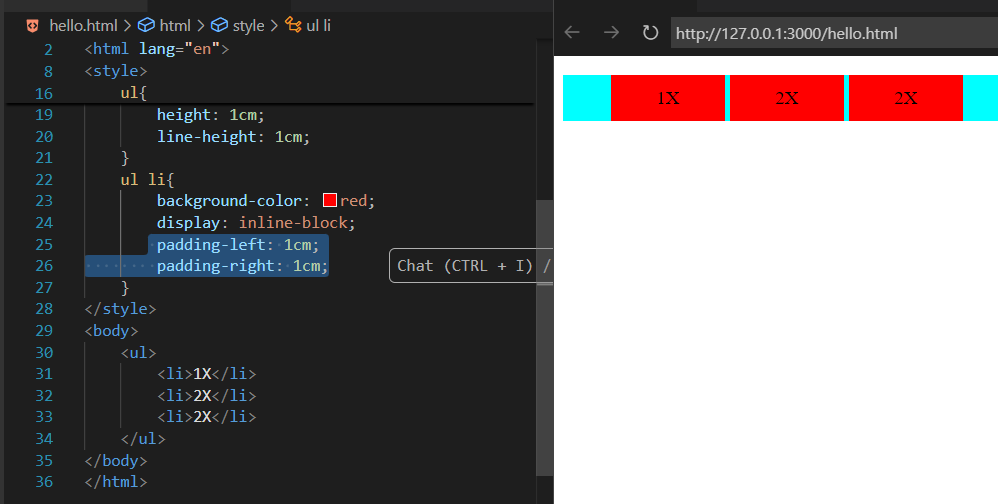 hello.html > html > style > ul li
2 <html lang="en">
8 <style>
16 ul{
19 height: 1cm;
20 line-height: 1cm;
21 }
22 ul li{
23 background-color: red;
24 display: inline-block;
25 padding-left: 1cm;
26 padding-right: 1cm;
27 }
28 </style>
29 <body>
30 <ul>
31 <li>1X</li>
32 <li>2X</li>
33 <li>2X</li>
34 </ul>
35 </body>
36 </html>
Chat (CTRL + I) /
http://127.0.0.1:3000/hello.html
1X 2X 2X